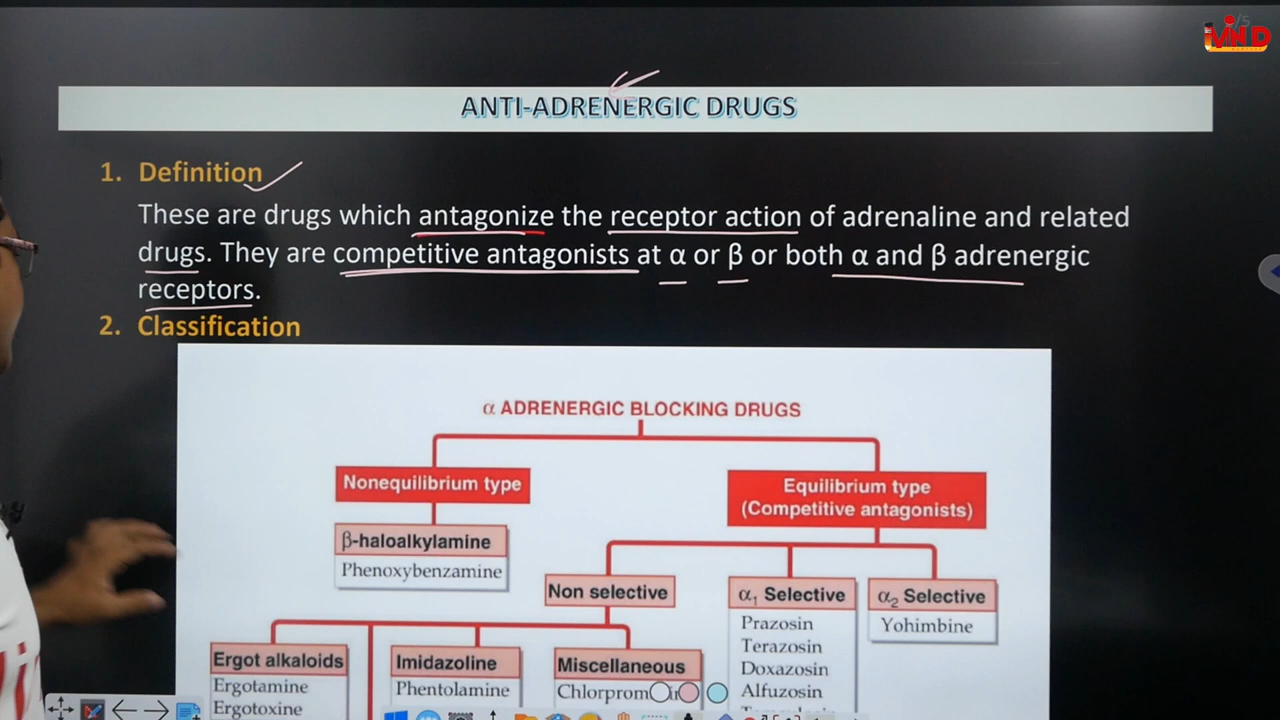 ANTI-ADRENERGIC DRUGS
1. Definition
These are drugs which antagonize the receptor action of adrenaline and related
drugs. They are competitive antagonists at α or β or both α and β adrenergic
receptors.
2. Classification
α ADRENERGIC BLOCKING DRUGS
Nonequilibrium type
Equilibrium type
(Competitive antagonists)
β-haloalkylamine
Phenoxybenzamine
Non selective
α₁ Selective
α₂ Selective
Prazosin
Terazosin
Doxazosin
Alfuzosin
Yohimbine
Ergot alkaloids
Ergotamine
Ergotoxine
Imidazoline
Phentolamine
Miscellaneous